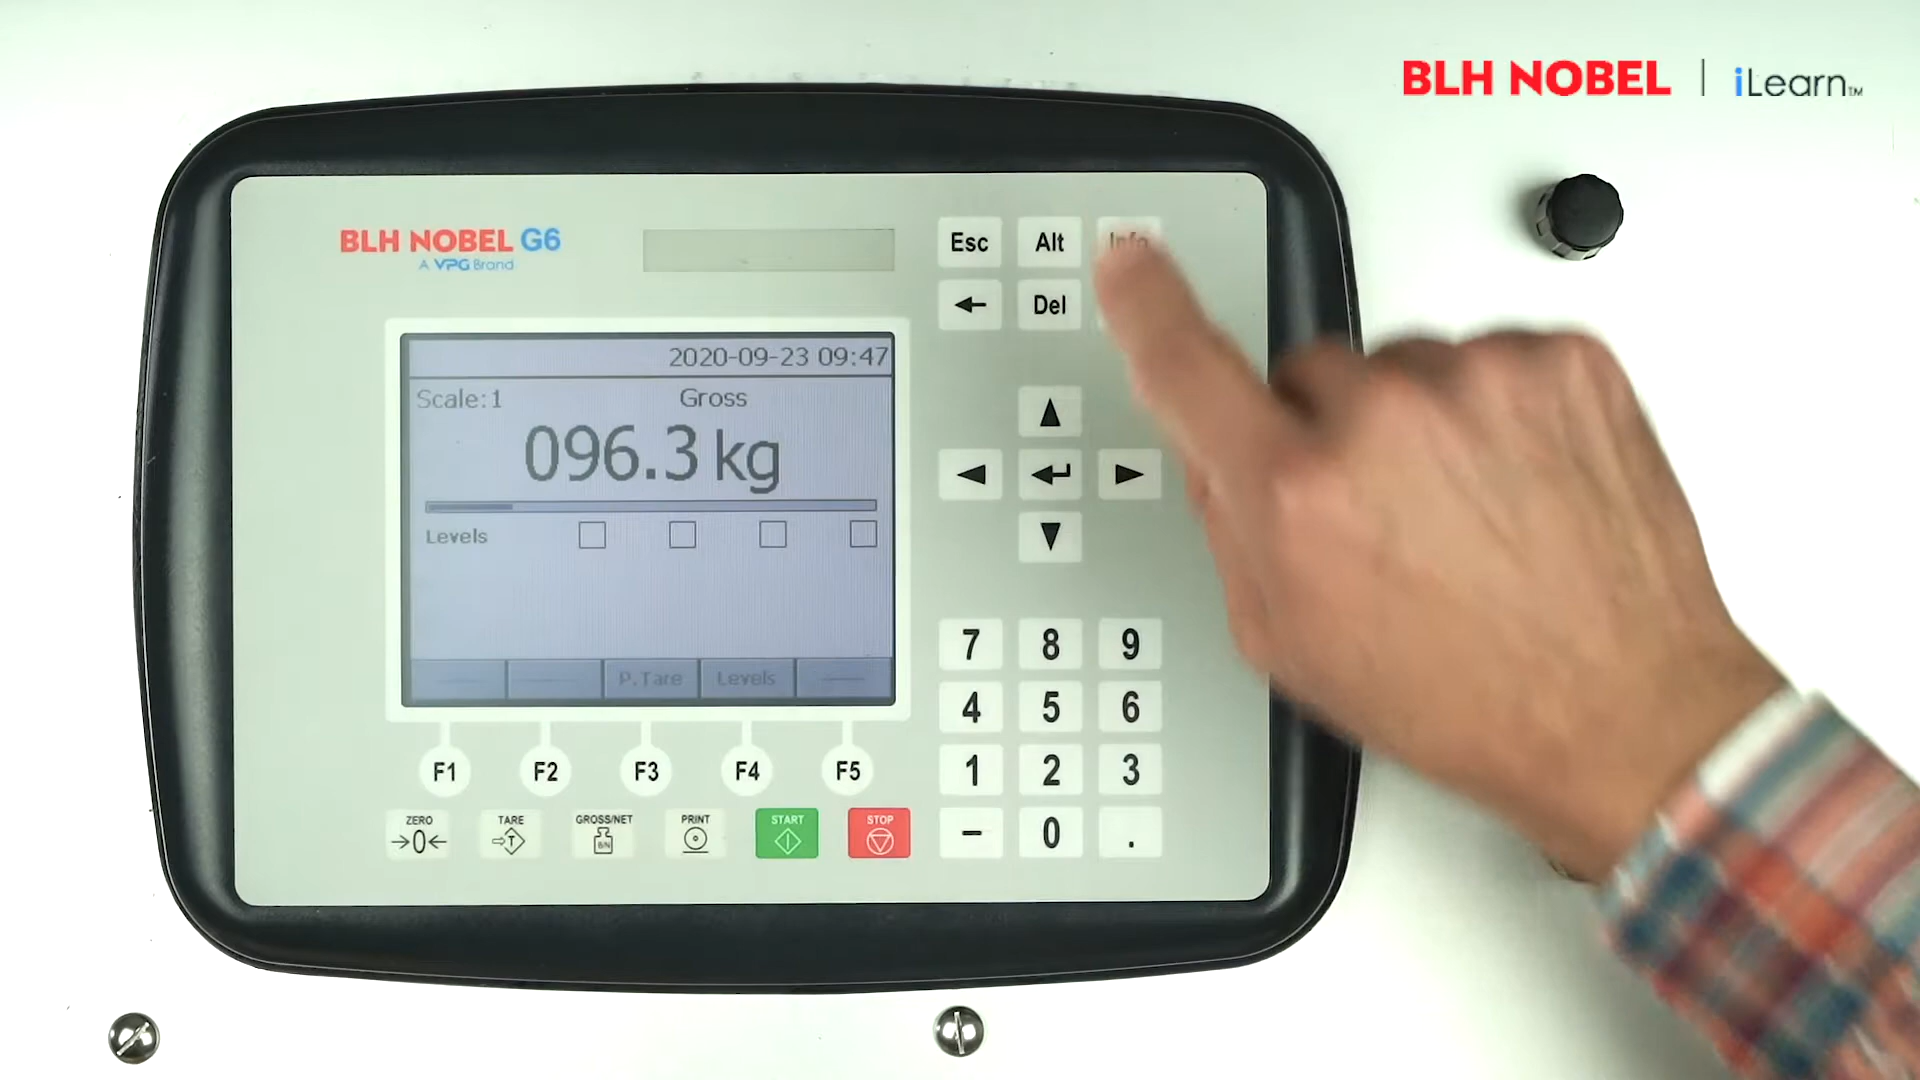 BLH NOBEL | iLearn™
BLH NOBEL G6
A VPG Brand
Esc Alt Info
Del
2020-09-23 09:47
Scale:1 Gross
096.3 kg
Levels
P.Tare Levels
F1 F2 F3 F4 F5
ZERO TARE GROSS/NET PRINT START STOP
→0← T B/N
7 8 9
4 5 6
1 2 3
– 0 .